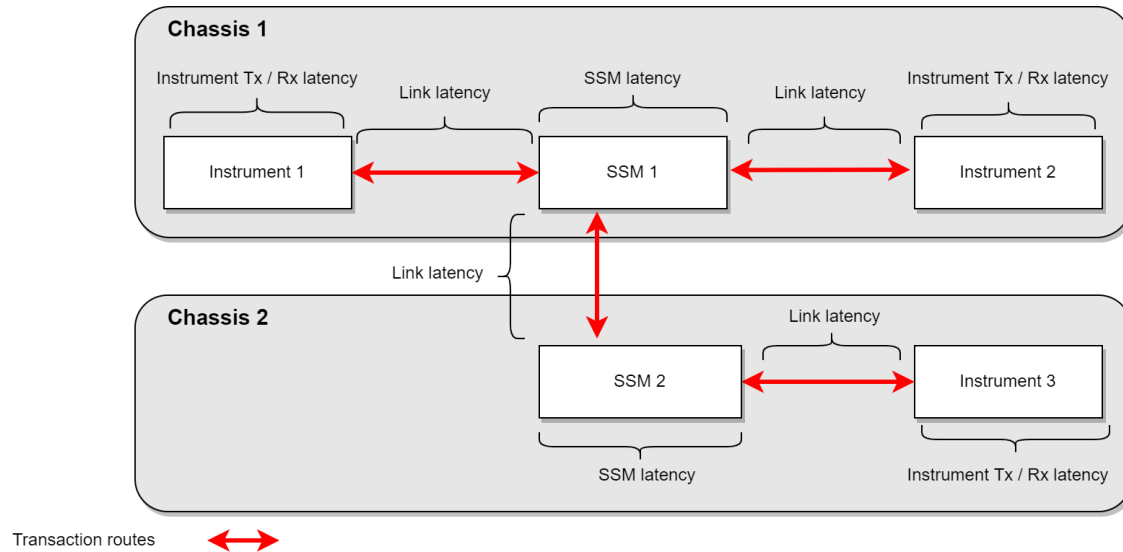 Chassis 1
Instrument Tx / Rx latency
SSM latency
Instrument Tx / Rx latency
Link latency
Link latency
Instrument 1
SSM 1
Instrument 2
Link latency
Chassis 2
Link latency
SSM 2
Instrument 3
SSM latency
Instrument Tx / Rx latency
Transaction routes